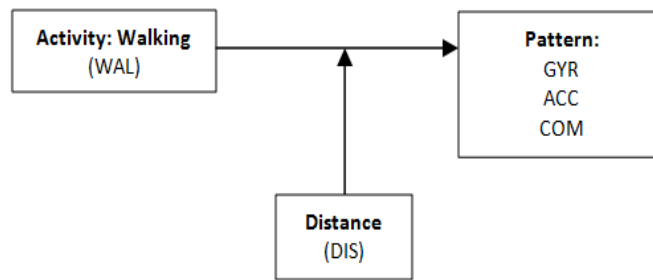 Activity: Walking
(WAL)
Pattern:
GYR
ACC
COM
Distance
(DIS)